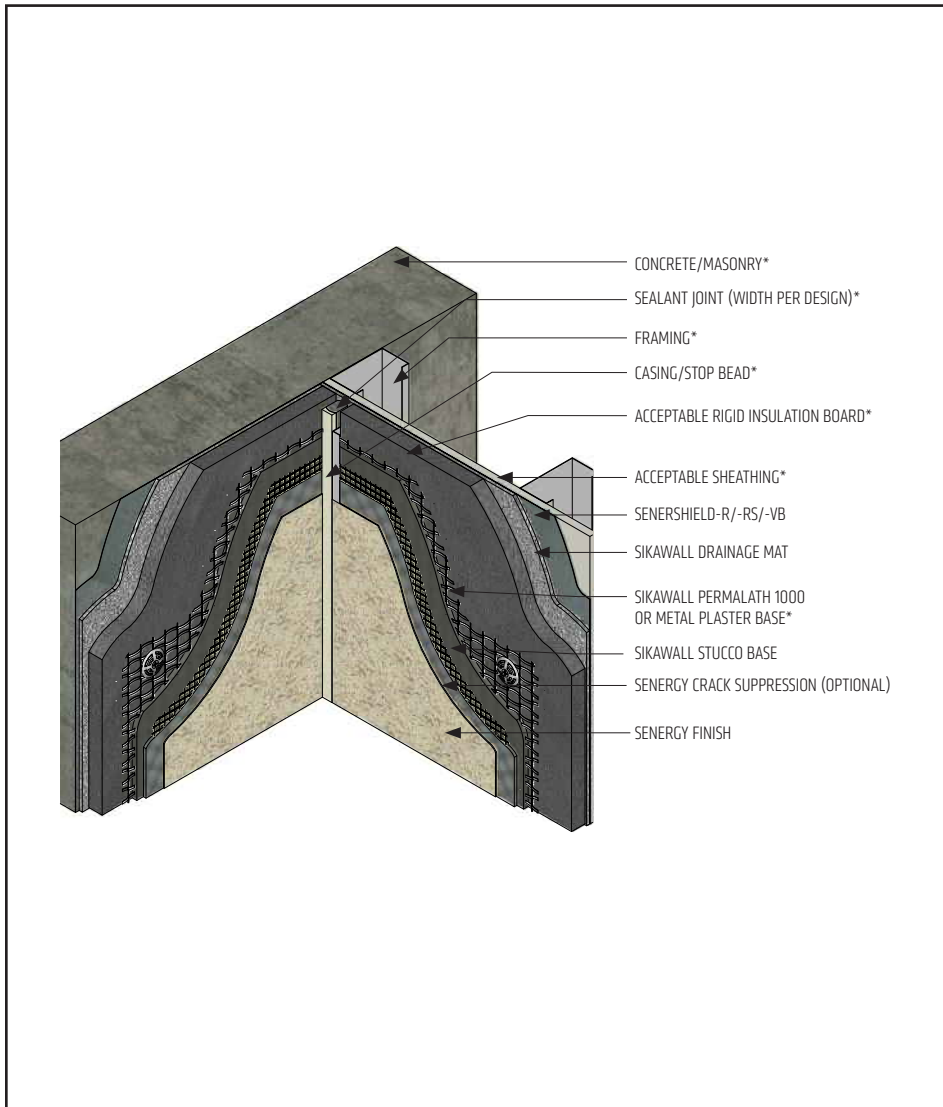 CONCRETE/MASONRY*
SEALANT JOINT (WIDTH PER DESIGN)*
FRAMING*
CASING/STOP BEAD*
ACCEPTABLE RIGID INSULATION BOARD*
ACCEPTABLE SHEATHING*
SENERSHIELD-R/-RS/-VB
SIKAWALL DRAINAGE MAT
SIKAWALL PERMALATH 1000
OR METAL PLASTER BASE*
SIKAWALL STUCCO BASE
SENERGY CRACK SUPPRESSION (OPTIONAL)
SENERGY FINISH